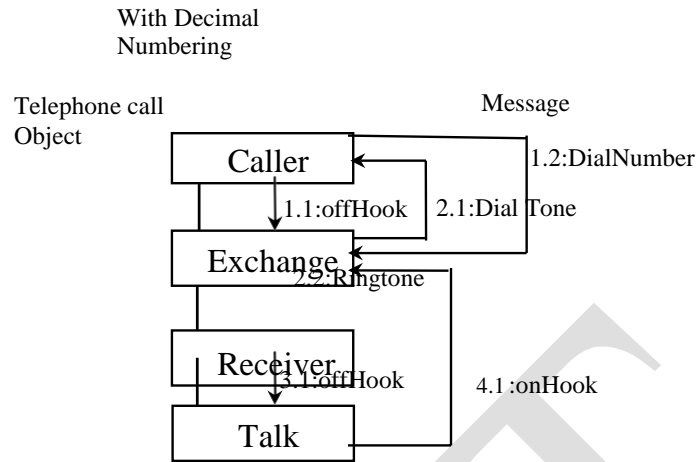 With Decimal
Numbering
Telephone call
Object
Message
Caller
1.2:DialNumber
1.1:offHook
2.1:Dial Tone
Exchange
2.2:Ringtone
Receiver
3.1:offHook
4.1:onHook
Talk